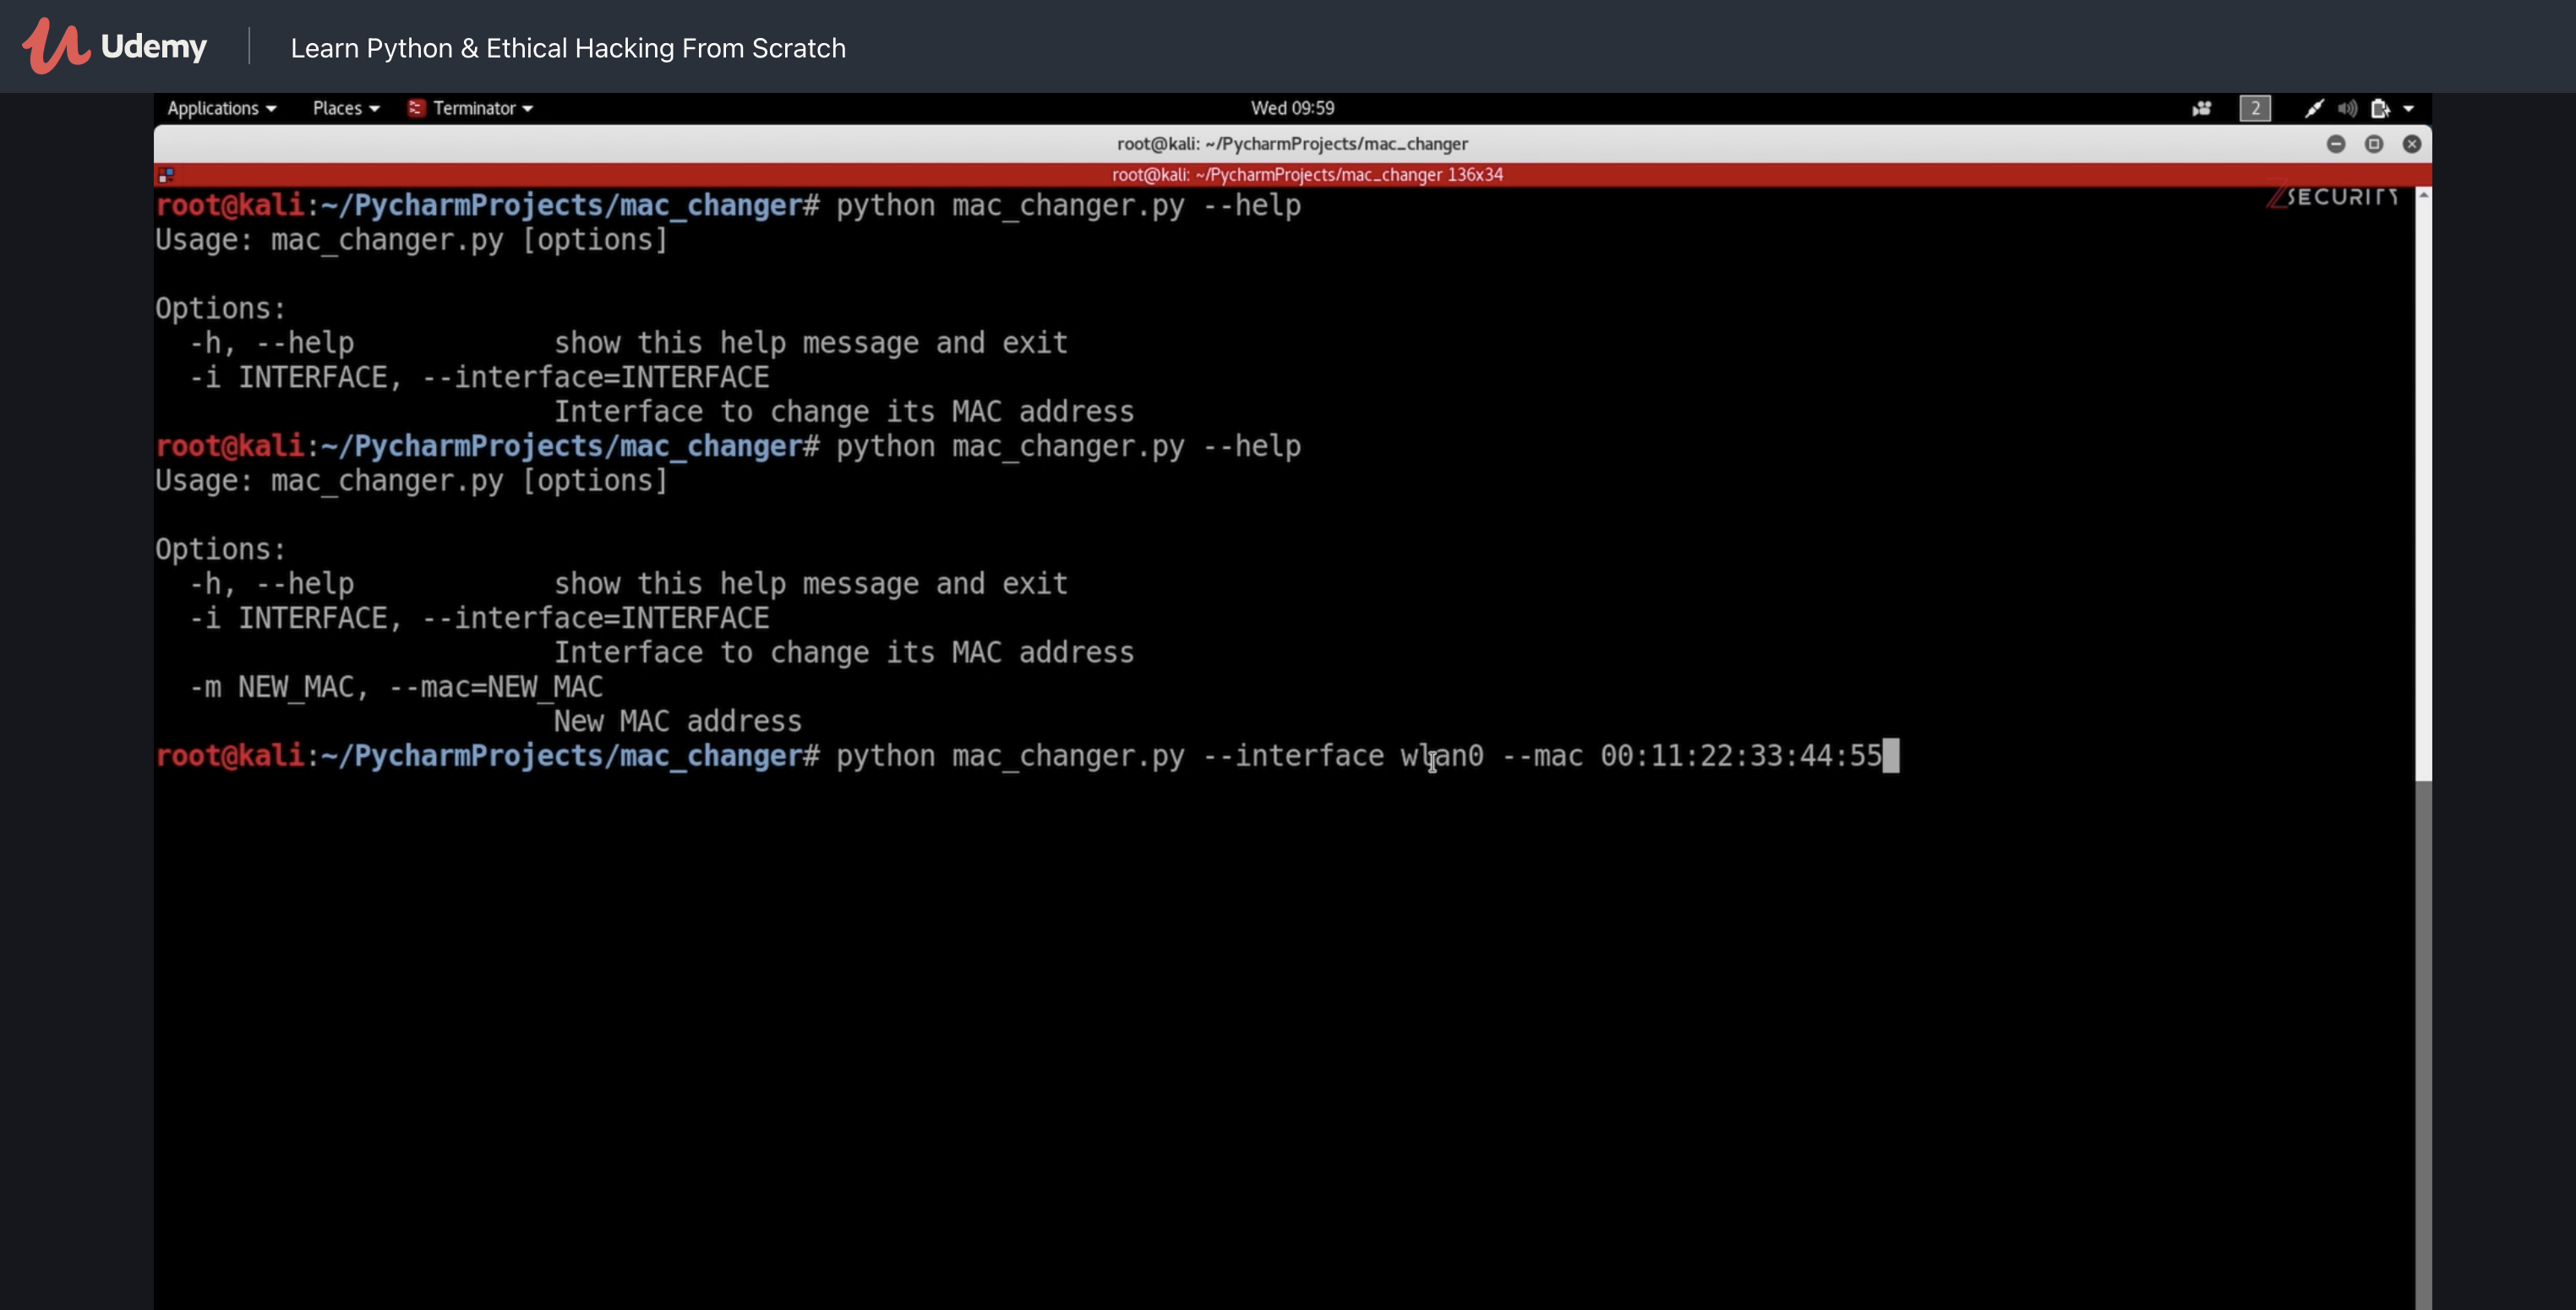 Udemy
Learn Python & Ethical Hacking From Scratch
Applications Places Terminator Wed 09:59 2
root@kali: ~/PycharmProjects/mac_changer
root@kali: ~/PycharmProjects/mac_changer 136x34
ZSECURITY
root@kali:~/PycharmProjects/mac_changer# python mac_changer.py --help
Usage: mac_changer.py [options]
Options:
-h, --help show this help message and exit
-i INTERFACE, --interface=INTERFACE
Interface to change its MAC address
root@kali:~/PycharmProjects/mac_changer# python mac_changer.py --help
Usage: mac_changer.py [options]
Options:
-h, --help show this help message and exit
-i INTERFACE, --interface=INTERFACE
Interface to change its MAC address
-m NEW_MAC, --mac=NEW_MAC
New MAC address
root@kali:~/PycharmProjects/mac_changer# python mac_changer.py --interface wlan0 --mac 00:11:22:33:44:55